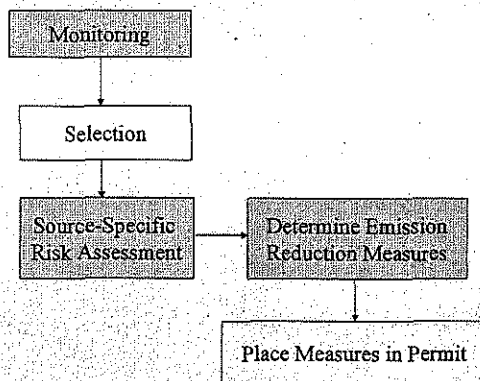 Monitoring
Selection
Source-Specific
Risk Assessment
Determine Emission
Reduction Measures
Place Measures in Permit